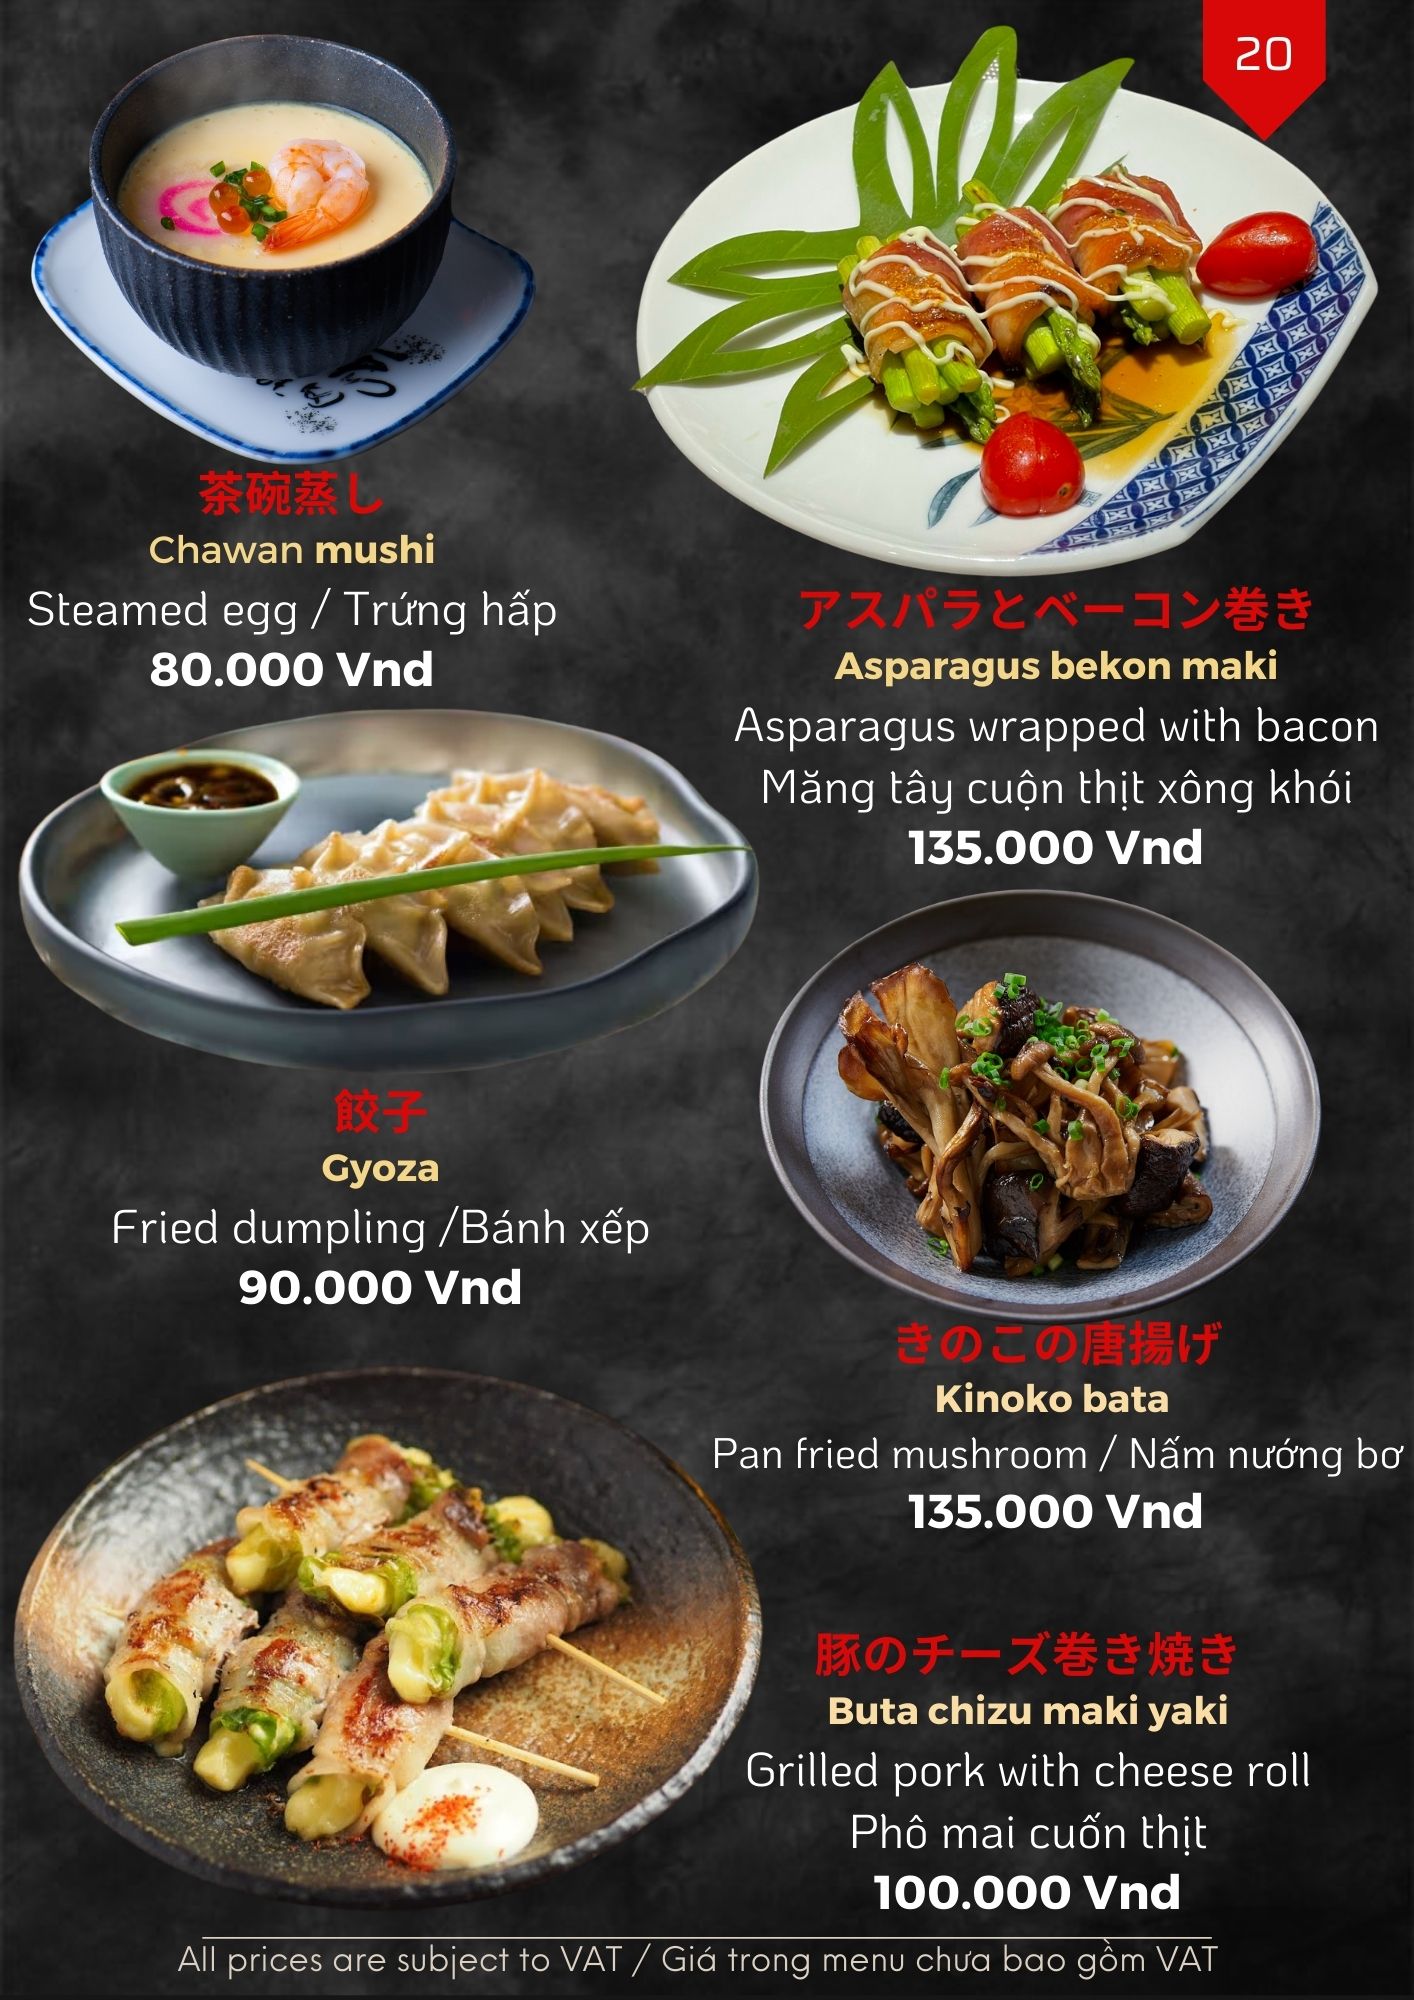 20
茶碗蒸し
Chawan mushi
Steamed egg / Trứng hấp
80.000 Vnd
アスパラとベーコン巻き
Asparagus bekon maki
Asparagus wrapped with bacon
Măng tây cuộn thịt xông khói
135.000 Vnd
餃子
Gyoza
Fried dumpling /Bánh xếp
90.000 Vnd
きのこの唐揚げ
Kinoko bata
Pan fried mushroom / Nấm nướng bơ
135.000 Vnd
豚のチーズ巻き焼き
Buta chizu maki yaki
Grilled pork with cheese roll
Phô mai cuốn thịt
100.000 Vnd
All prices are subject to VAT / Giá trong menu chưa bao gồm VAT